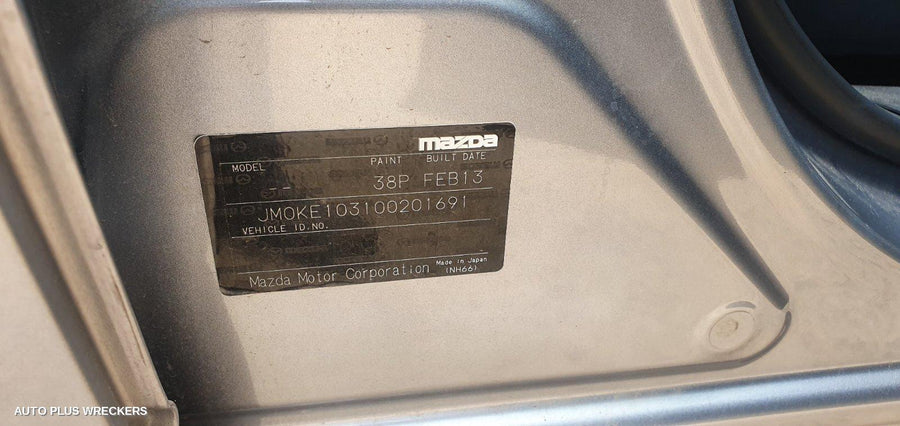 mazda
MODEL PAINT BUILT DATE
38P FEB13
JM0KE103100201691
VEHICLE ID.NO.
Mazda Motor Corporation Made in Japan
(NH66)
AUTO PLUS WRECKERS